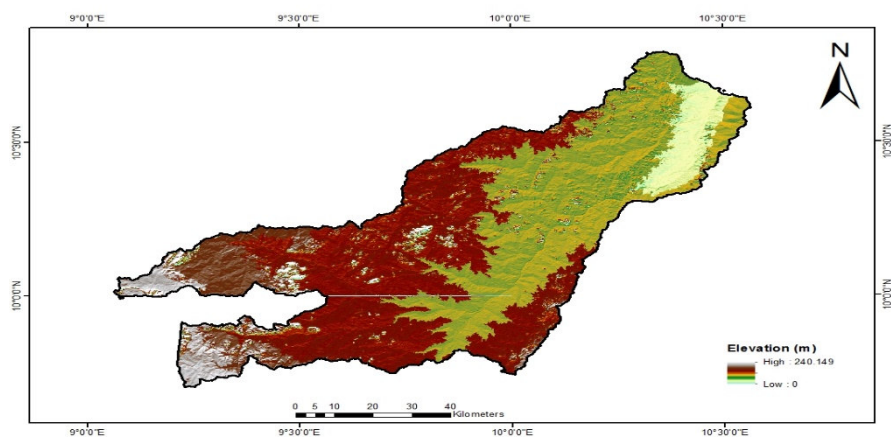 9°0'0"E 9°30'0"E 10°0'0"E 10°30'0"E
N
10°30'0"N 10°30'0"N
10°0'0"N 10°0'0"N
Elevation (m)
High : 240.149
Low : 0
0 5 10 20 30 40
Kilometers
9°0'0"E 9°30'0"E 10°0'0"E 10°30'0"E